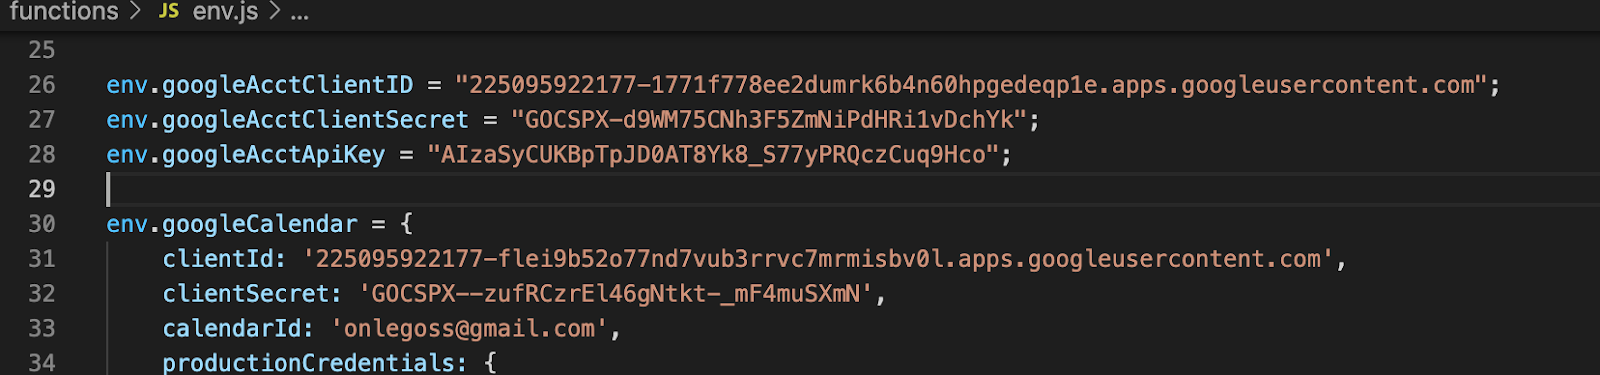 functions > JS env.js > ...
25
26 env.googleAcctClientID = "225095922177-1771f778ee2dumrk6b4n60hpgedeqp1e.apps.googleusercontent.com";
27 env.googleAcctClientSecret = "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";
28 env.googleAcctApiKey = "AIzaSyCUKBpTpJD0AT8Yk8_S77yPRQczCuq9Hco";
29
30 env.googleCalendar = {
31 clientId: '225095922177-flei9b52o77nd7vub3rrvc7mrmisbv0l.apps.googleusercontent.com',
32 clientSecret: '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',
33 calendarId: 'onlegoss@gmail.com',
34 productionCredentials: {